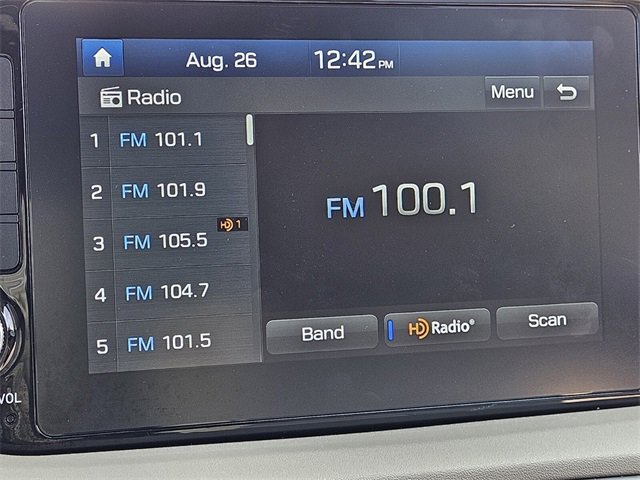 Aug. 26 12:42 PM
Radio Menu
1 FM 101.1
2 FM 101.9
3 FM 105.5 HD 1
4 FM 104.7
5 FM 101.5
FM 100.1
Band HD Radio® Scan
VOL